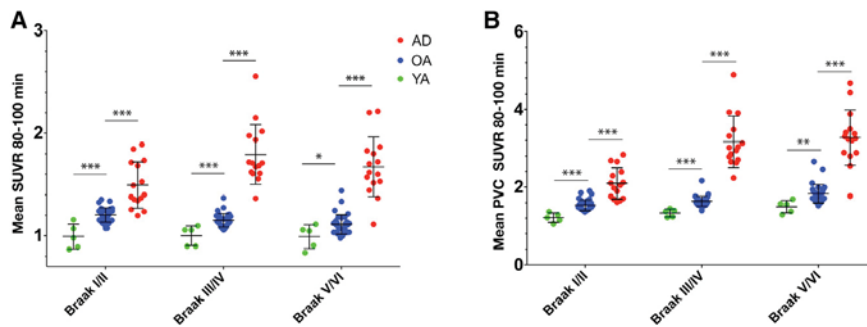 A
Mean SUVR 80-100 min
3
2
1
***
***
***
***
*
***
AD
OA
YA
Braak I/II
Braak III/IV
Braak V/VI
B
Mean PVC SUVR 80-100 min
6
4
2
0
***
***
***
***
**
***
Braak I/II
Braak III/IV
Braak V/VI